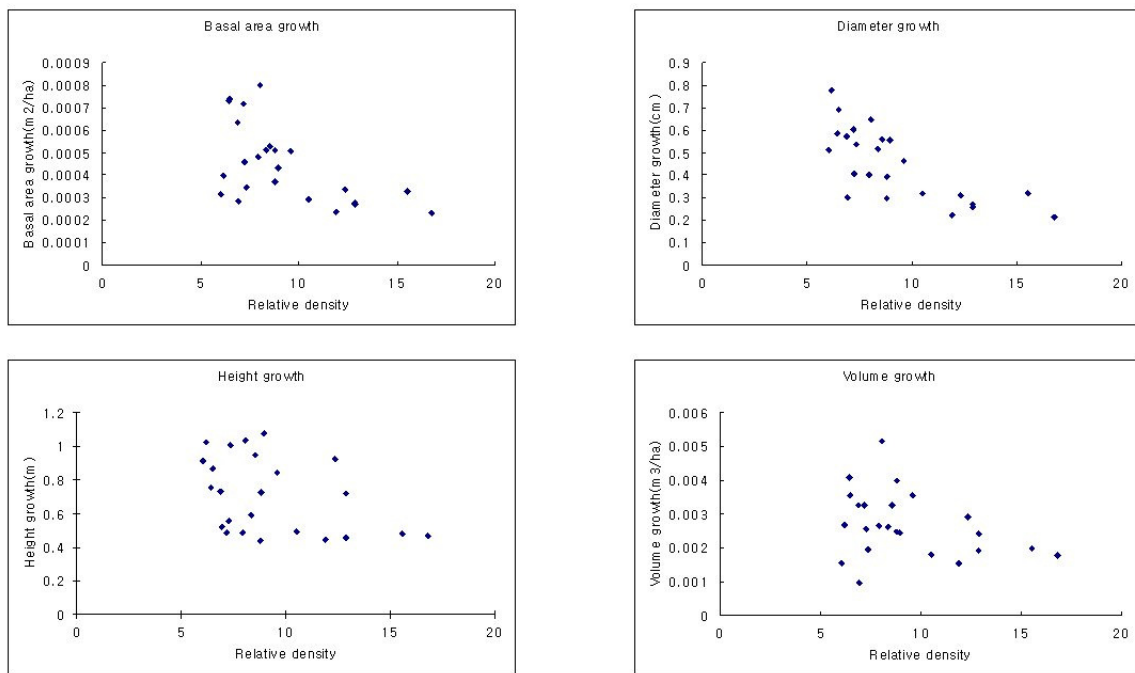 Basal area growth
Basal area growth(m2/ha)
0.0009
0.0008
0.0007
0.0006
0.0005
0.0004
0.0003
0.0002
0.0001
0
0 5 10 15 20
Relative density
Diameter growth
Diameter growth(cm)
0.9
0.8
0.7
0.6
0.5
0.4
0.3
0.2
0.1
0
0 5 10 15 20
Relative density
Height growth
Height growth(m)
1.2
1
0.8
0.6
0.4
0.2
0
0 5 10 15 20
Relative density
Volume growth
Volume growth(m3/ha)
0.006
0.005
0.004
0.003
0.002
0.001
0
0 5 10 15 20
Relative density